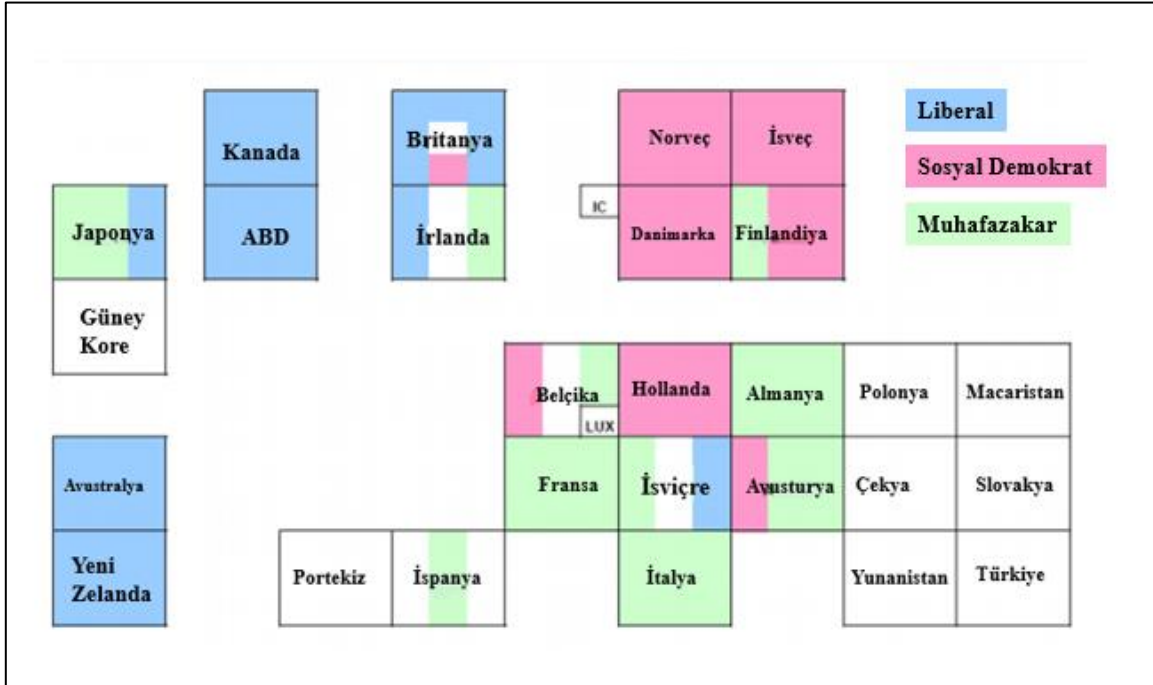 Kanada
Britanya
Norveç
İsveç
Liberal
Sosyal Demokrat
Muhafazakar
Japonya
ABD
İrlanda
IC
Danimarka
Finlandiya
Güney
Kore
Belçika
LUX
Hollanda
Almanya
Polonya
Macaristan
Avustralya
Fransa
İsviçre
Avusturya
Çekya
Slovakya
Yeni
Zelanda
Portekiz
İspanya
İtalya
Yunanistan
Türkiye